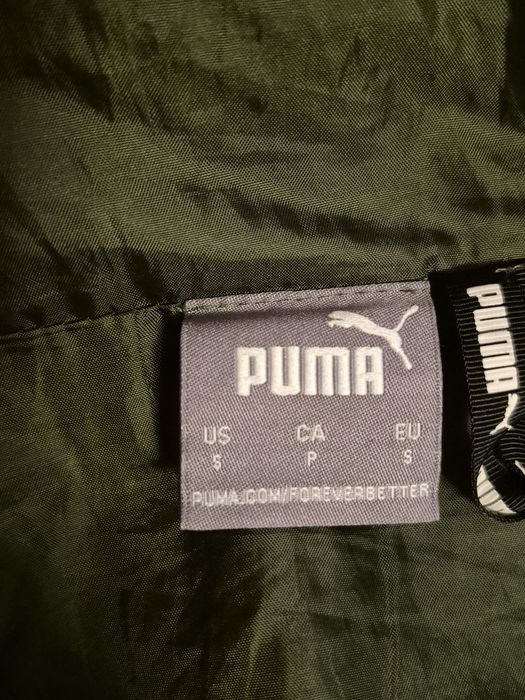 PUMA
US CA EU
S P S
PUMA.COM/FOREVERBETTER
PUMA